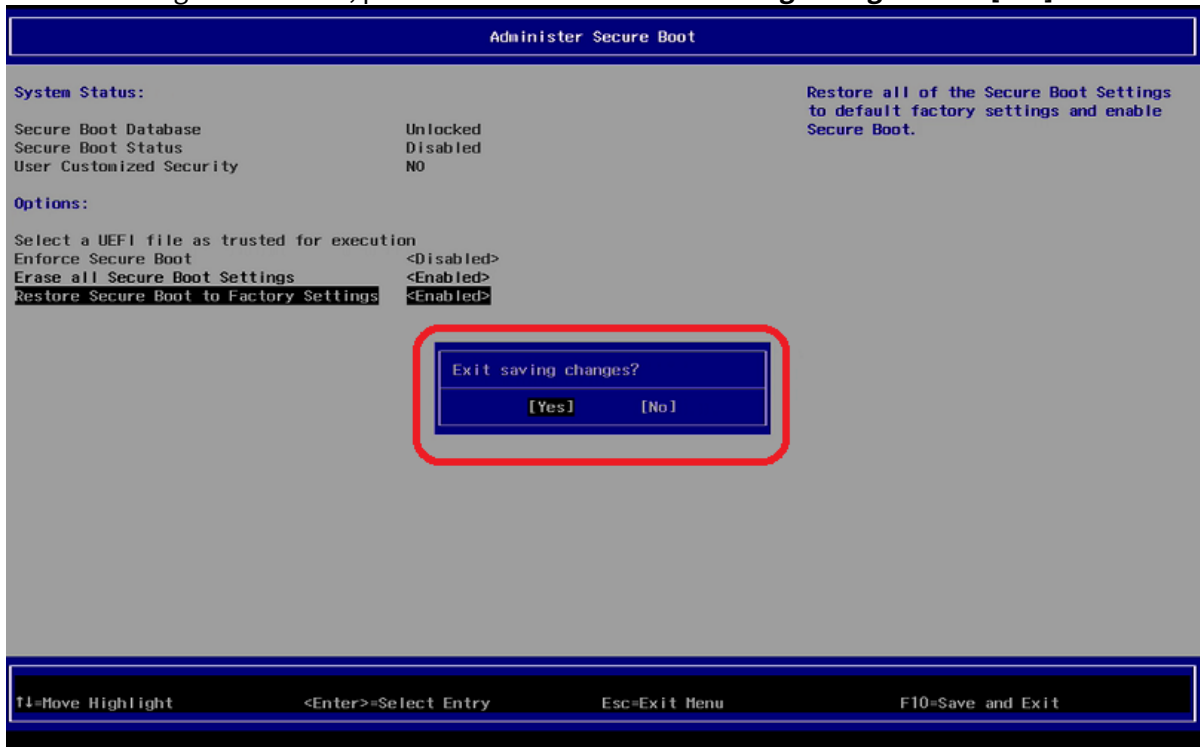 Administer Secure Boot
System Status:
Secure Boot Database Unlocked
Secure Boot Status Disabled
User Customized Security NO
Options:
Select a UEFI file as trusted for execution
Enforce Secure Boot <Disabled>
Erase all Secure Boot Settings <Enabled>
Restore Secure Boot to Factory Settings <Enabled>
Restore all of the Secure Boot Settings
to default factory settings and enable
Secure Boot.
Exit saving changes?
[Yes] [No]
↑↓=Move Highlight <Enter>=Select Entry Esc=Exit Menu F10=Save and Exit